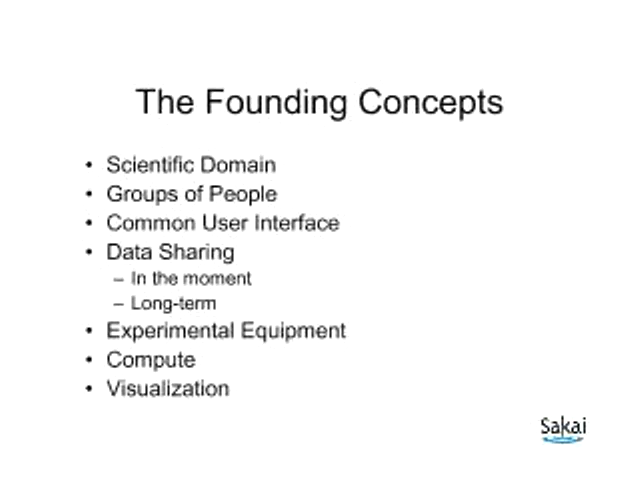 The Founding Concepts
• Scientific Domain
• Groups of People
• Common User Interface
• Data Sharing
– In the moment
– Long-term
• Experimental Equipment
• Compute
• Visualization
Sakai